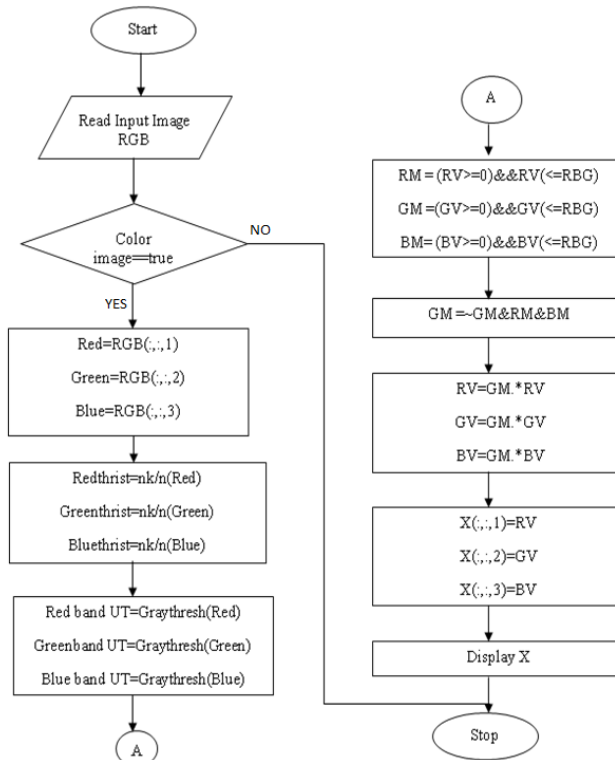 Start
Read Input Image
RGB
Color
image==true
NO
YES
Red=RGB(:,:,1)
Green=RGB(:,:,2)
Blue=RGB(:,:,3)
Redthrist=nk/n(Red)
Greenthrist=nk/n(Green)
Bluethrist=nk/n(Blue)
Red band UT=Graythresh(Red)
Greenband UT=Graythresh(Green)
Blue band UT=Graythresh(Blue)
A
A
RM = (RV>=0)&&RV(<=RBG)
GM =(GV>=0)&&GV(<=RBG)
BM= (BV>=0)&&BV(<=RBG)
GM =~GM&RM&BM
RV=GM.*RV
GV=GM.*GV
BV=GM.*BV
X(:,:,1)=RV
X(:,:,2)=GV
X(:,:,3)=BV
Display X
Stop